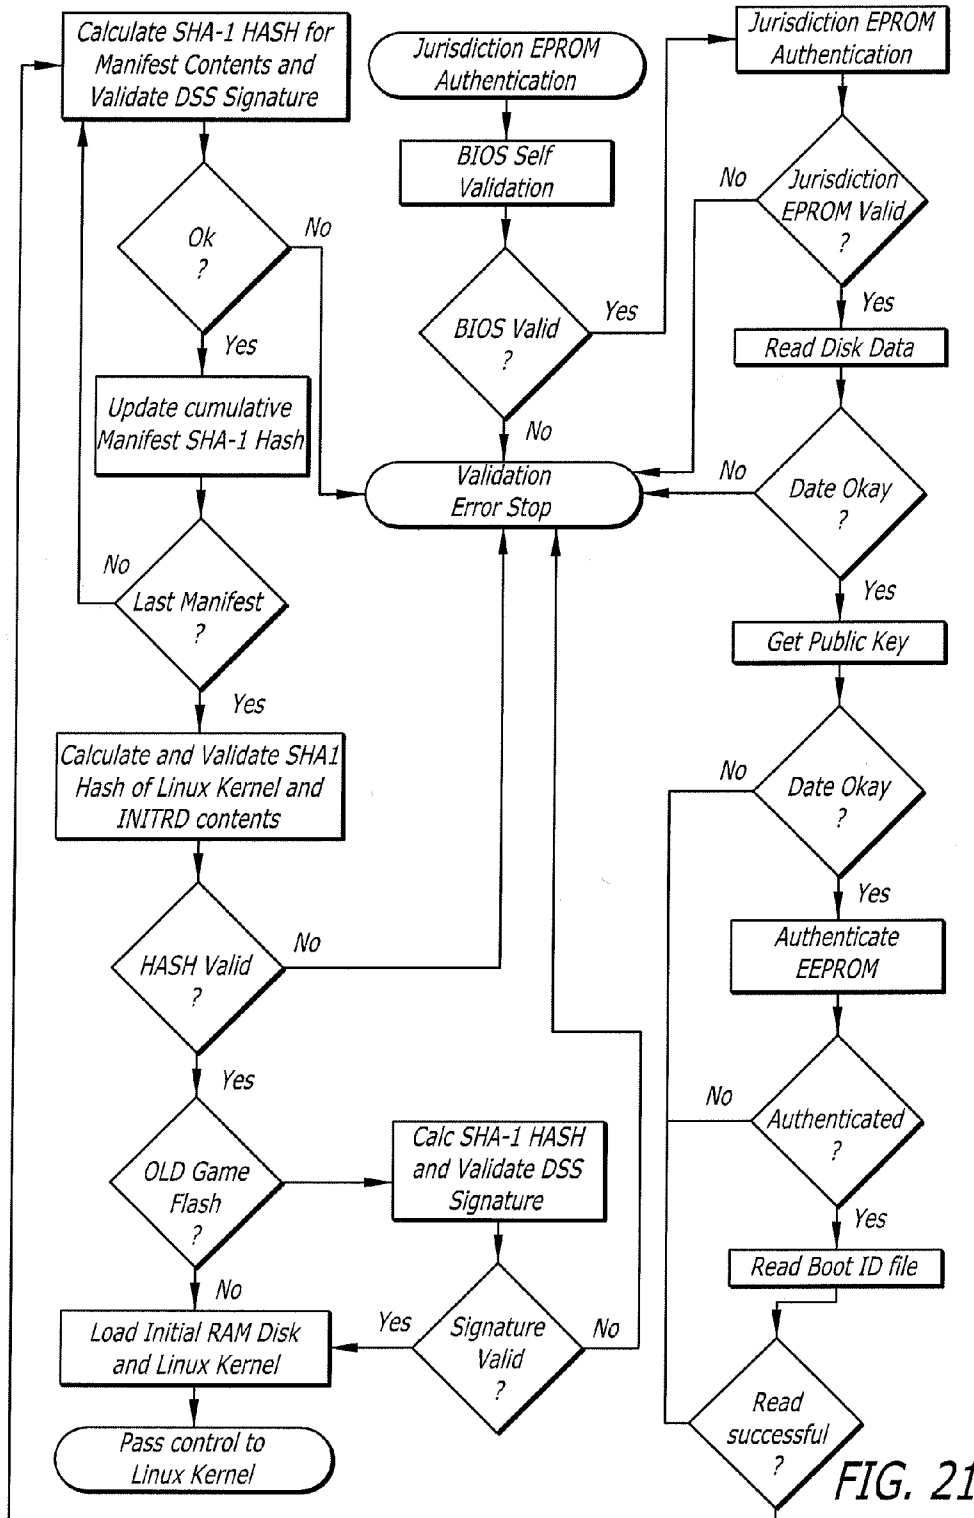 Calculate SHA-1 HASH for
Manifest Contents and
Validate DSS Signature
Ok
?
No
Yes
Update cumulative
Manifest SHA-1 Hash
No
Last Manifest
?
Yes
Calculate and Validate SHA1
Hash of Linux Kernel and
INITRD contents
HASH Valid
?
No
Yes
OLD Game
Flash
?
No
Load Initial RAM Disk
and Linux Kernel
Pass control to
Linux Kernel
Jurisdiction EPROM
Authentication
BIOS Self
Validation
BIOS Valid
?
Yes
No
Validation
Error Stop
Calc SHA-1 HASH
and Validate DSS
Signature
Yes
Signature
Valid
?
No
Jurisdiction EPROM
Authentication
No
Jurisdiction
EPROM Valid
?
Yes
Read Disk Data
No
Date Okay
?
Yes
Get Public Key
No
Date Okay
?
Yes
Authenticate
EEPROM
No
Authenticated
?
Yes
Read Boot ID file
Read
successful
?
FIG. 21